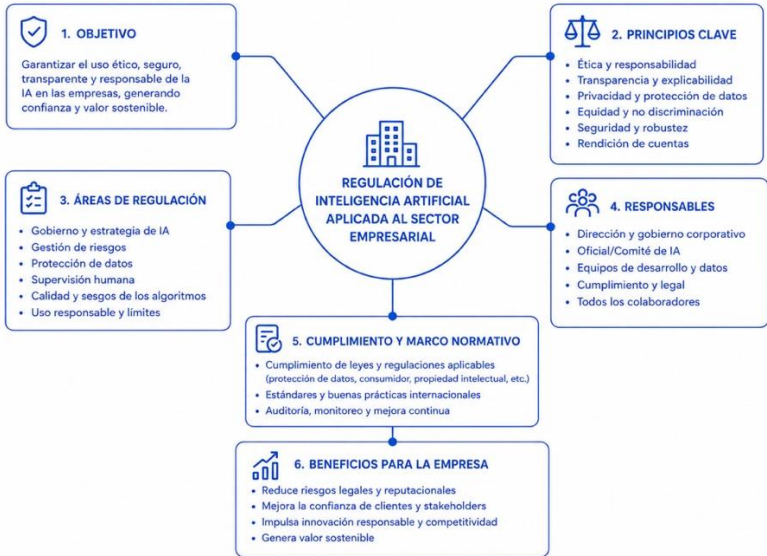 1. OBJETIVO
Garantizar el uso ético, seguro,
transparente y responsable de la
IA en las empresas, generando
confianza y valor sostenible.
2. PRINCIPIOS CLAVE
• Ética y responsabilidad
• Transparencia y explicabilidad
• Privacidad y protección de datos
• Equidad y no discriminación
• Seguridad y robustez
• Rendición de cuentas
REGULACIÓN DE
INTELIGENCIA ARTIFICIAL
APLICADA AL SECTOR
EMPRESARIAL
3. ÁREAS DE REGULACIÓN
• Gobierno y estrategia de IA
• Gestión de riesgos
• Protección de datos
• Supervisión humana
• Calidad y sesgos de los algoritmos
• Uso responsable y límites
4. RESPONSABLES
• Dirección y gobierno corporativo
• Oficial/Comité de IA
• Equipos de desarrollo y datos
• Cumplimiento y legal
• Todos los colaboradores
5. CUMPLIMIENTO Y MARCO NORMATIVO
• Cumplimiento de leyes y regulaciones aplicables
(protección de datos, consumidor, propiedad intelectual, etc.)
• Estándares y buenas prácticas internacionales
• Auditoría, monitoreo y mejora continua
6. BENEFICIOS PARA LA EMPRESA
• Reduce riesgos legales y reputacionales
• Mejora la confianza de clientes y stakeholders
• Impulsa innovación responsable y competitividad
• Genera valor sostenible